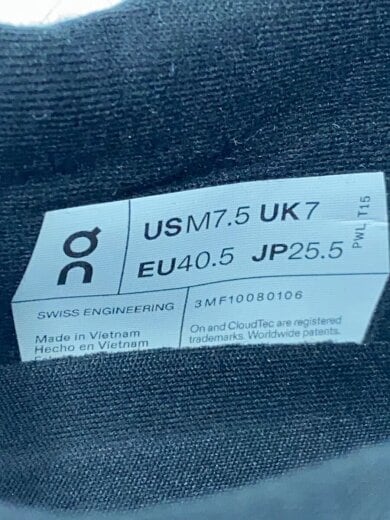 on
USM7.5 UK7
EU40.5 JP25.5
PWL T15
SWISS ENGINEERING
3MF10080106
Made in Vietnam
Hecho en Vietnam
On and CloudTec are registered
trademarks. Worldwide patents.